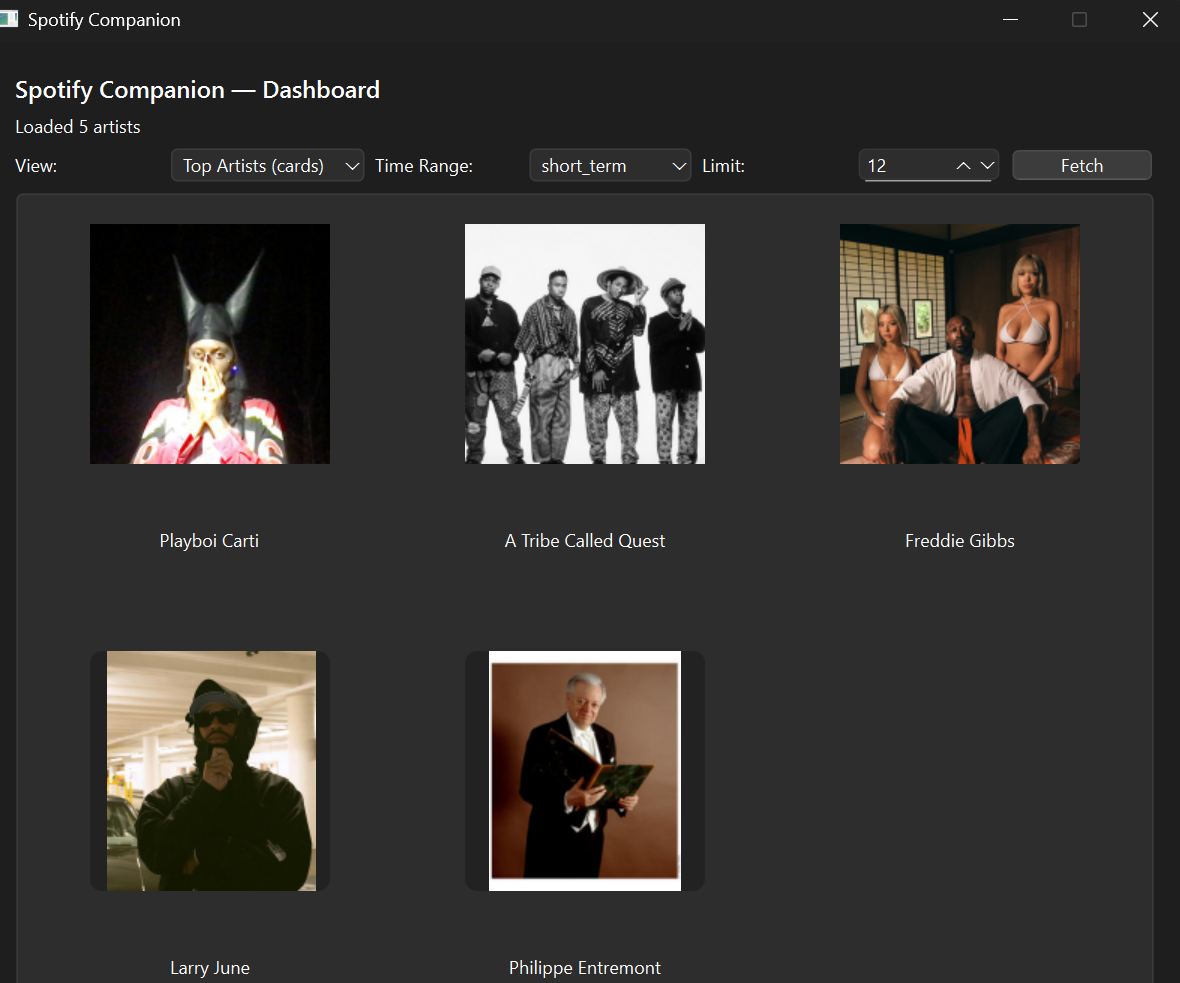 Spotify Companion
Spotify Companion — Dashboard
Loaded 5 artists
View: Top Artists (cards) Time Range: short_term Limit: 12 Fetch
Playboi Carti A Tribe Called Quest Freddie Gibbs
Larry June Philippe Entremont